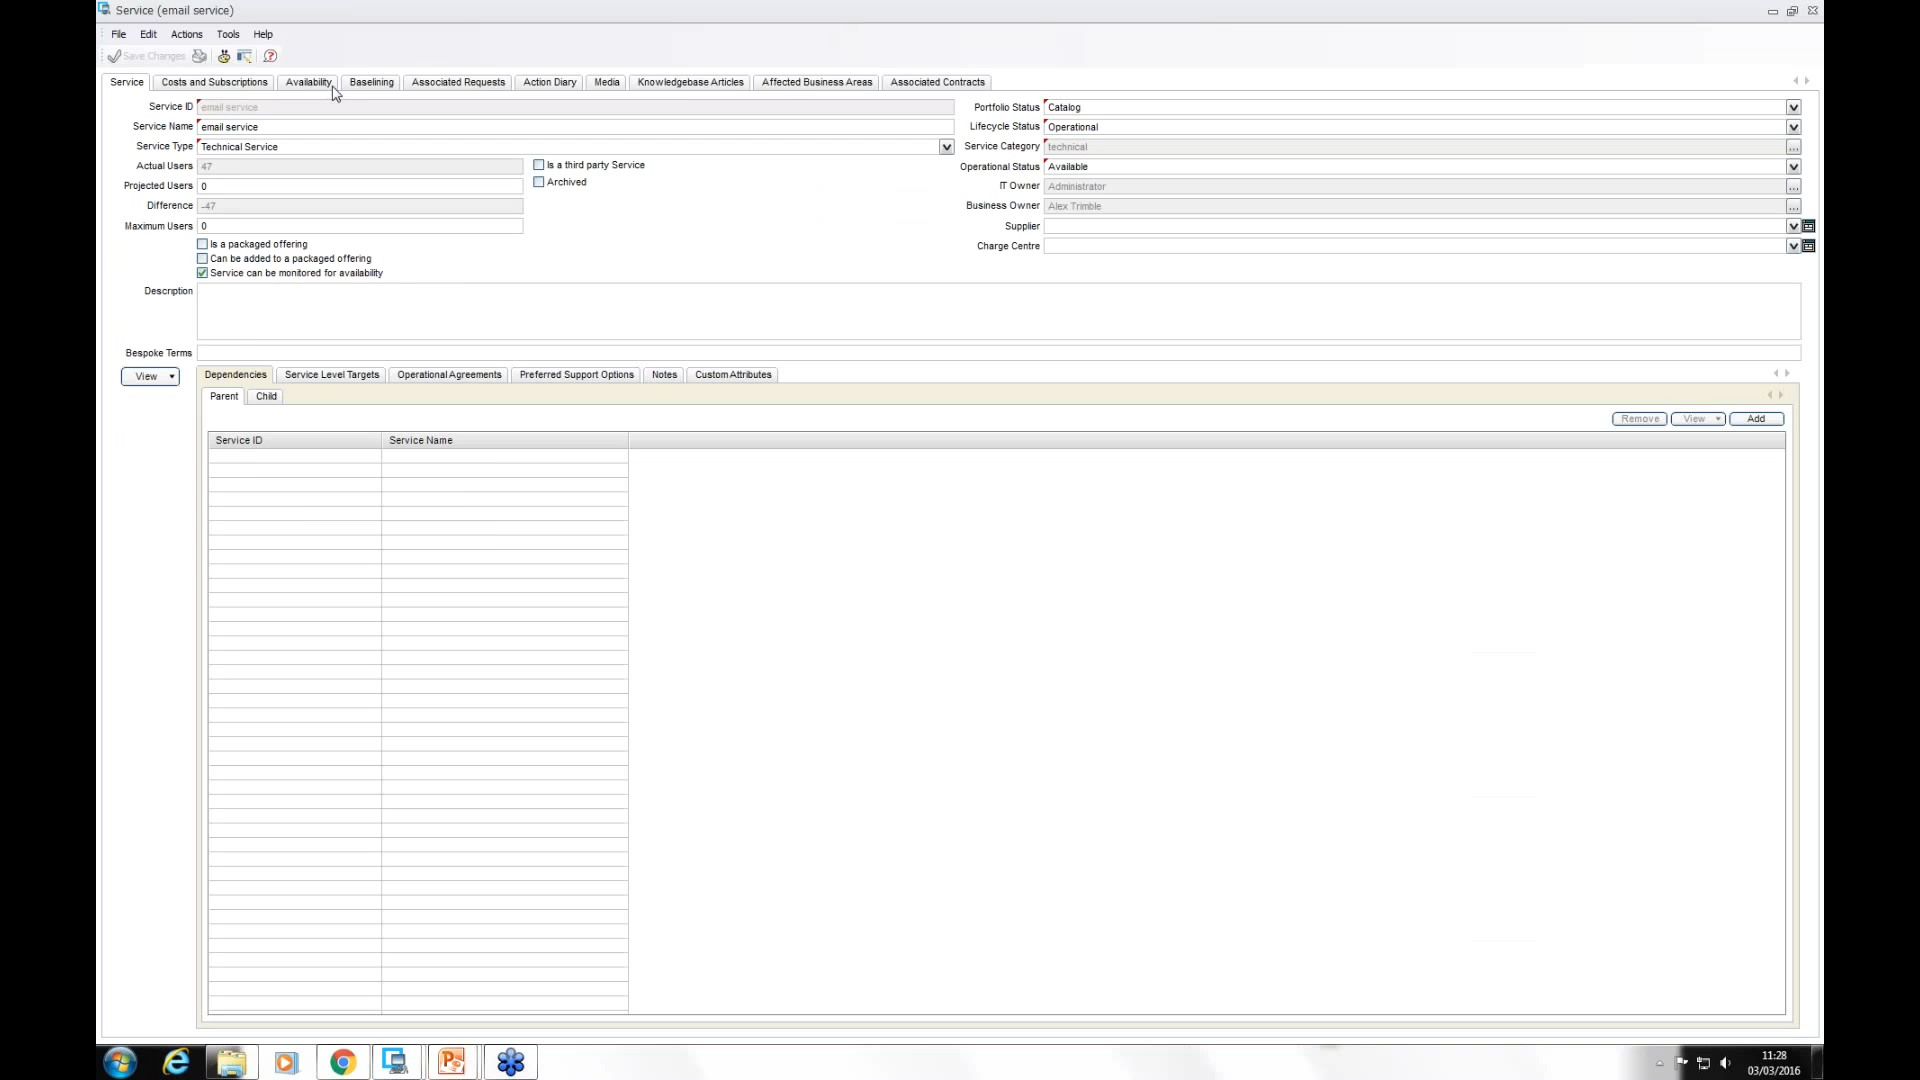 Service (email service)
File Edit Actions Tools Help
Save Changes
Service Costs and Subscriptions Availability Baselining Associated Requests Action Diary Media Knowledgebase Articles Affected Business Areas Associated Contracts
Service ID email service Portfolio Status Catalog
Service Name email service Lifecycle Status Operational
Service Type Technical Service Service Category technical ...
Actual Users 47 Is a third party Service Operational Status Available
Projected Users 0 Archived IT Owner Administrator ...
Difference -47 Business Owner Alex Trimble ...
Maximum Users 0 Supplier
Is a packaged offering Charge Centre
Can be added to a packaged offering
Service can be monitored for availability
Description
Bespoke Terms
View Dependencies Service Level Targets Operational Agreements Preferred Support Options Notes Custom Attributes
Parent Child
Remove View Add
Service ID Service Name
11:28
03/03/2016